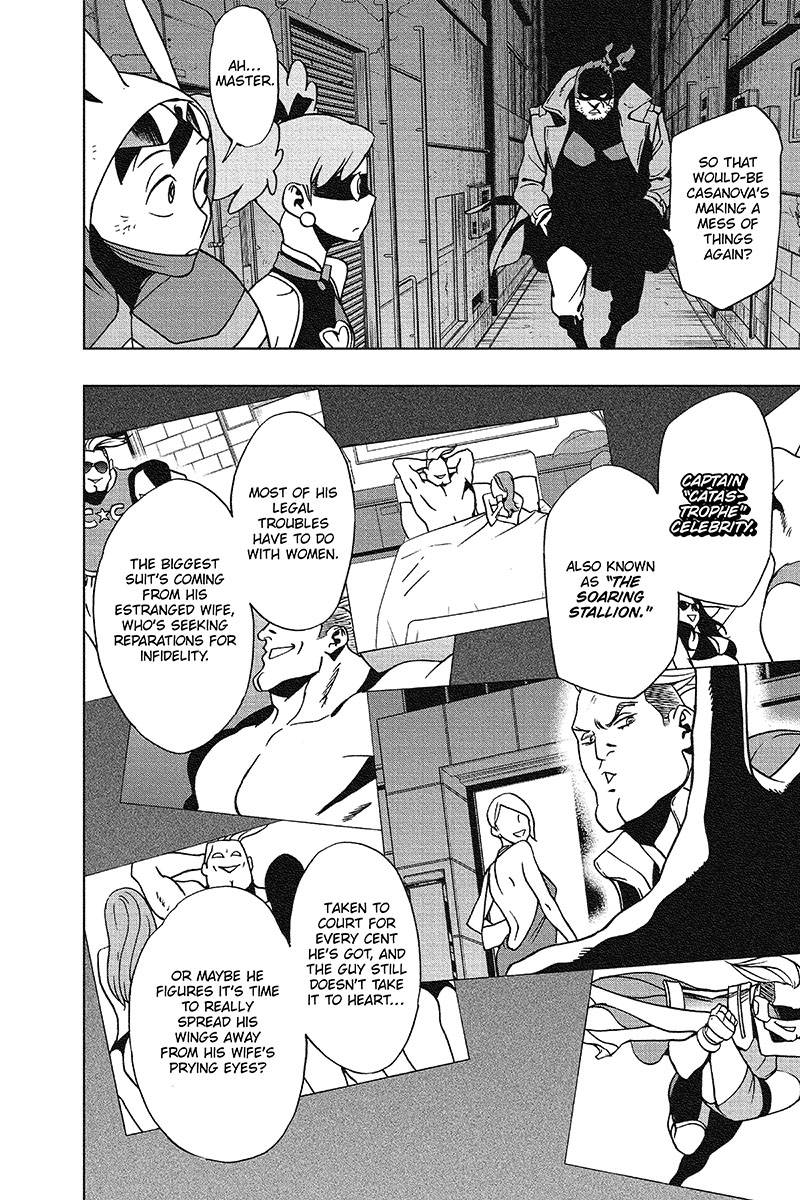 SO THAT
WOULD-BE
CASANOVA'S
MAKING A
MESS OF
THINGS
AGAIN?
AH...
MASTER.
CAPTAIN
"CATAS-
TROPHE"
CELEBRITY.
ALSO KNOWN
AS "THE
SOARING
STALLION."
MOST OF HIS
LEGAL
TROUBLES
HAVE TO DO
WITH WOMEN.
THE BIGGEST
SUIT'S COMING
FROM HIS
ESTRANGED WIFE,
WHO'S SEEKING
REPARATIONS FOR
INFIDELITY.
C★C
TAKEN TO
COURT FOR
EVERY CENT
HE'S GOT, AND
THE GUY STILL
DOESN'T TAKE
IT TO HEART...
OR MAYBE HE
FIGURES IT'S TIME
TO REALLY
SPREAD HIS
WINGS AWAY
FROM HIS WIFE'S
PRYING EYES?